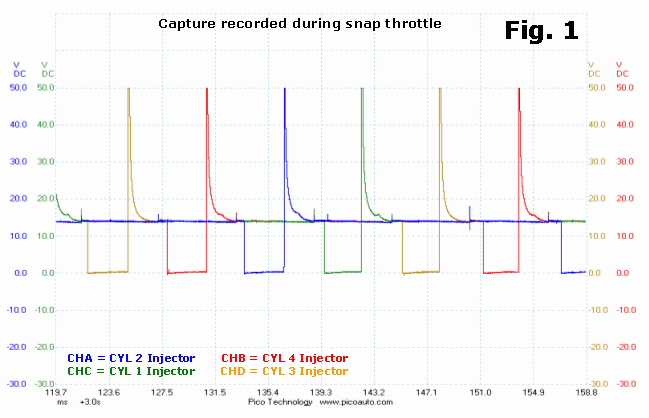 Capture recorded during snap throttle
Fig. 1
V V V V
DC DC DC DC
50.0 50.0 50.0 50.0
40.0 40.0 40.0 40.0
30.0 30.0 30.0 30.0
20.0 20.0 20.0 20.0
10.0 10.0 10.0 10.0
0.0 0.0 0.0 0.0
-10.0 -10.0 -10.0 -10.0
-20.0 -20.0 -20.0 -20.0
CHA = CYL 2 Injector CHB = CYL 4 Injector
CHC = CYL 1 Injector CHD = CYL 3 Injector
-30.0 -30.0 -30.0 -30.0
119.7 123.6 127.5 131.5 135.4 139.3 143.2 147.1 151.0 154.9 158.8
ms +3.0s Pico Technology www.picoauto.com